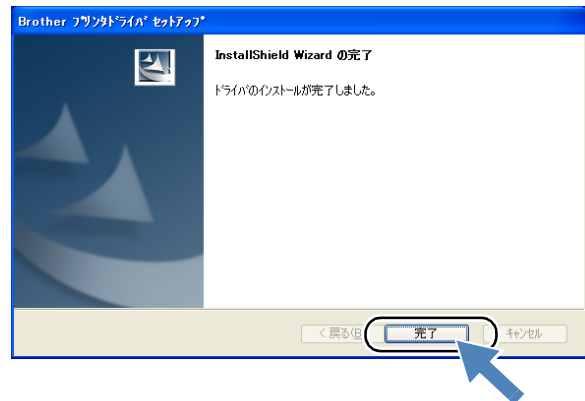 Brother ﾌﾟﾘﾝﾀﾄﾞﾗｲﾊﾞ ｾｯﾄｱｯﾌﾟ
InstallShield Wizard の完了
ﾄﾞﾗｲﾊﾞのｲﾝｽﾄｰﾙが完了しました。
< 戻る(B
完了
ｷｬﾝｾﾙ